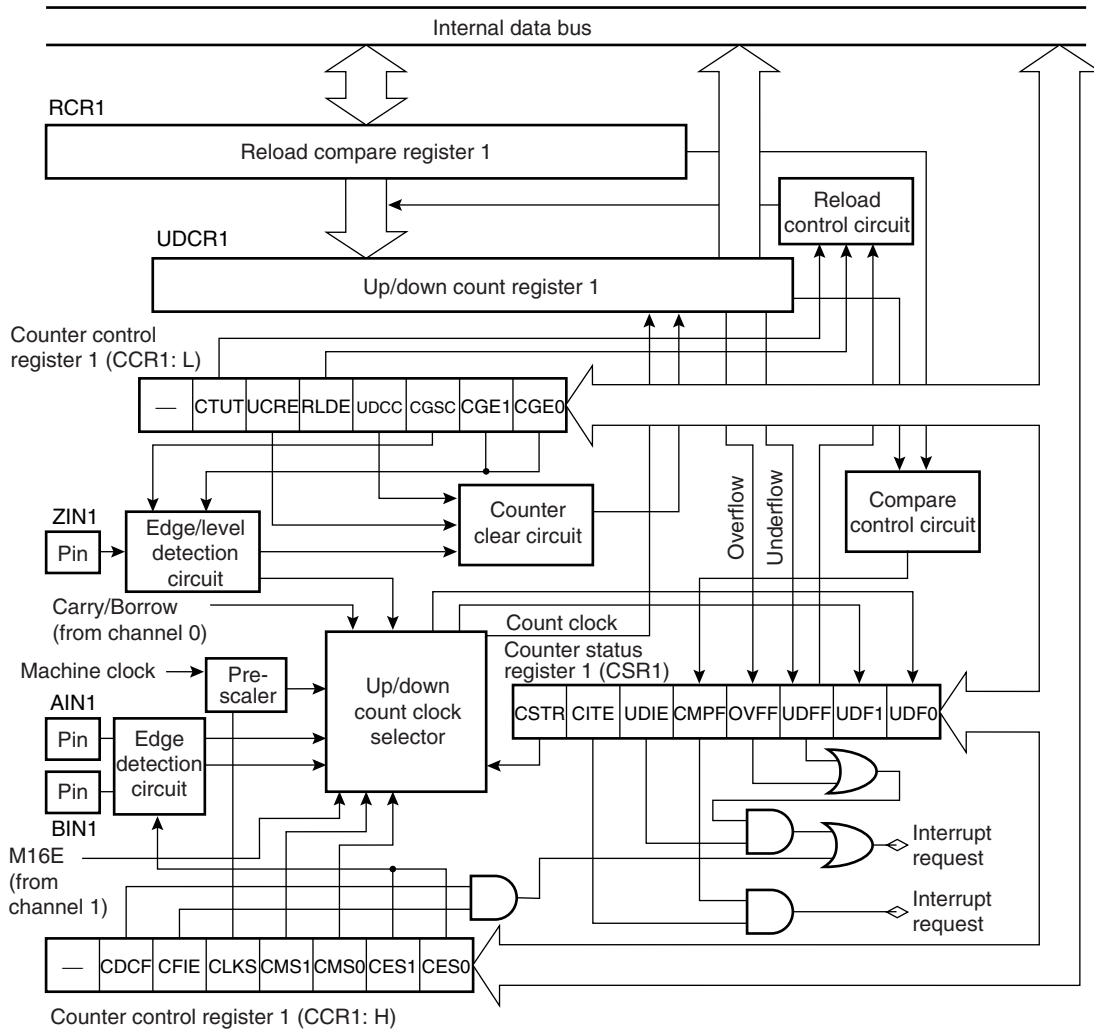 Internal data bus
RCR1
Reload compare register 1
Reload
control circuit
UDCR1
Up/down count register 1
Counter control
register 1 (CCR1: L)
— CTUT UCRE RLDE UDCC CGSC CGE1 CGE0
Overflow
Underflow
Compare
control circuit
Counter
clear circuit
ZIN1
Pin
Edge/level
detection
circuit
Carry/Borrow
(from channel 0)
Count clock
Counter status
register 1 (CSR1)
Machine clock
Pre-
scaler
Up/down
count clock
selector
CSTR CITE UDIE CMPF OVFF UDFF UDF1 UDF0
AIN1
Pin
Edge
detection
circuit
Pin
BIN1
M16E
(from
channel 1)
Interrupt
request
Interrupt
request
— CDCF CFIE CLKS CMS1 CMS0 CES1 CES0
Counter control register 1 (CCR1: H)